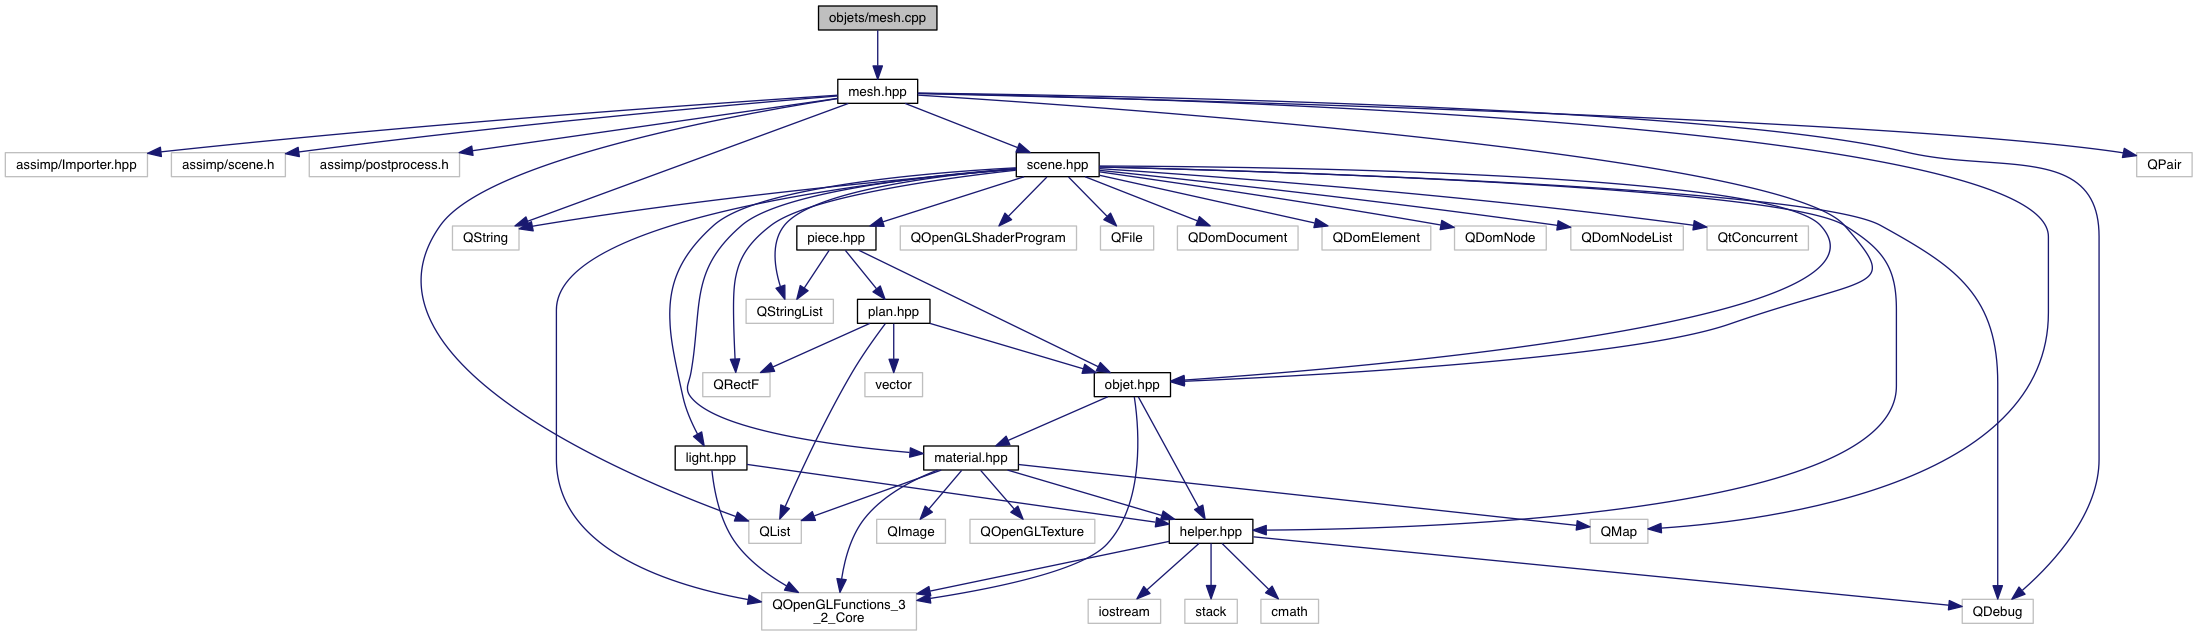 objets/mesh.cpp
mesh.hpp
assimp/Importer.hpp
assimp/scene.h
assimp/postprocess.h
scene.hpp
QPair
QString
piece.hpp
QOpenGLShaderProgram
QFile
QDomDocument
QDomElement
QDomNode
QDomNodeList
QtConcurrent
QStringList
plan.hpp
QRectF
vector
objet.hpp
light.hpp
material.hpp
QList
QImage
QOpenGLTexture
helper.hpp
QMap
QOpenGLFunctions_3
_2_Core
iostream
stack
cmath
QDebug